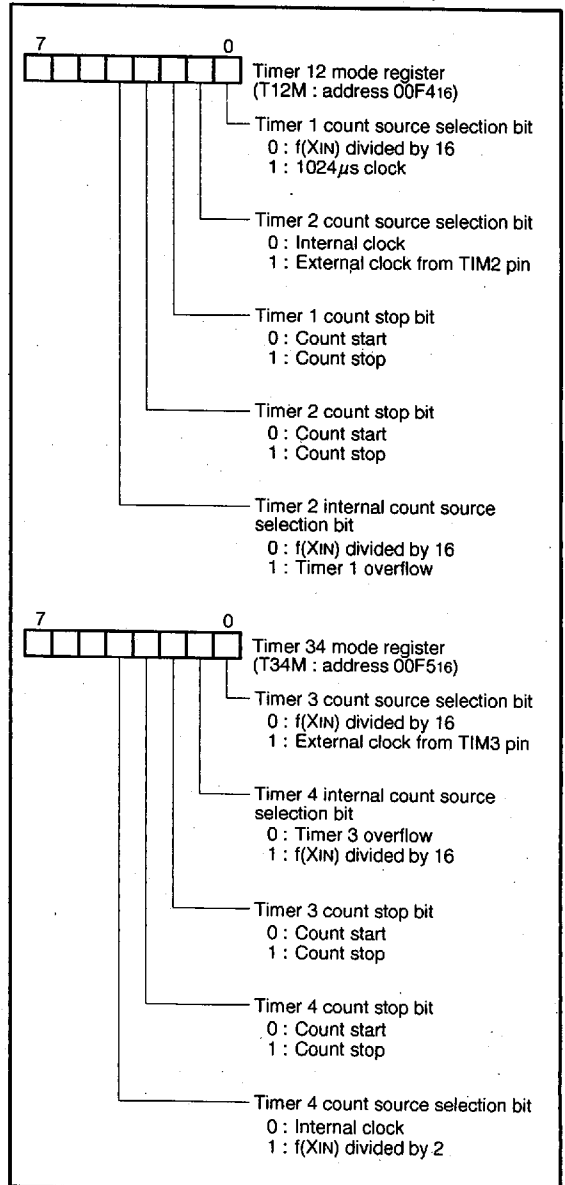 7 0
Timer 12 mode register
(T12M : address 00F416)
Timer 1 count source selection bit
0 : f(XIN) divided by 16
1 : 1024μs clock
Timer 2 count source selection bit
0 : Internal clock
1 : External clock from TIM2 pin
Timer 1 count stop bit
0 : Count start
1 : Count stop
Timer 2 count stop bit
0 : Count start
1 : Count stop
Timer 2 internal count source
selection bit
0 : f(XIN) divided by 16
1 : Timer 1 overflow
7 0
Timer 34 mode register
(T34M : address 00F516)
Timer 3 count source selection bit
0 : f(XIN) divided by 16
1 : External clock from TIM3 pin
Timer 4 internal count source
selection bit
0 : Timer 3 overflow
1 : f(XIN) divided by 16
Timer 3 count stop bit
0 : Count start
1 : Count stop
Timer 4 count stop bit
0 : Count start
1 : Count stop
Timer 4 count source selection bit
0 : Internal clock
1 : f(XIN) divided by 2